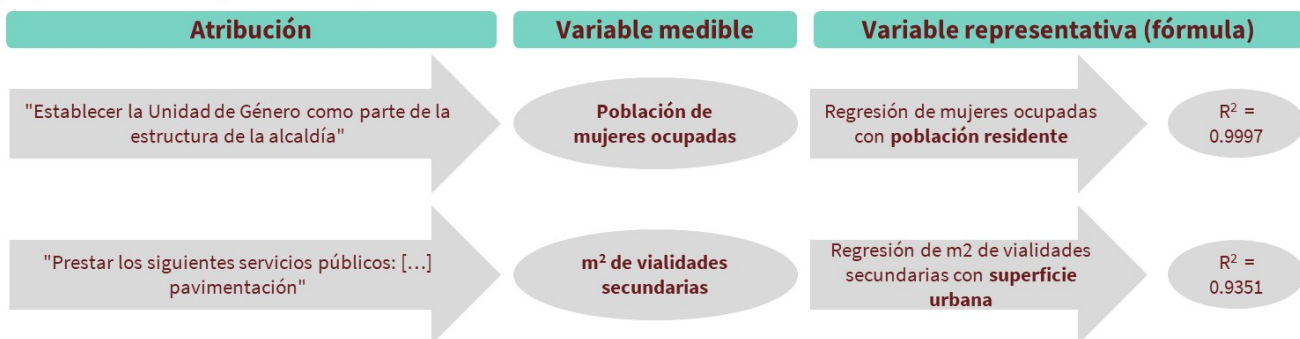 Atribución
Variable medible
Variable representativa (fórmula)
"Establecer la Unidad de Género como parte de la
estructura de la alcaldía"
Población de
mujeres ocupadas
Regresión de mujeres ocupadas
con población residente
R² =
0.9997
"Prestar los siguientes servicios públicos: […]
pavimentación"
m² de vialidades
secundarias
Regresión de m2 de vialidades
secundarias con superficie
urbana
R² =
0.9351